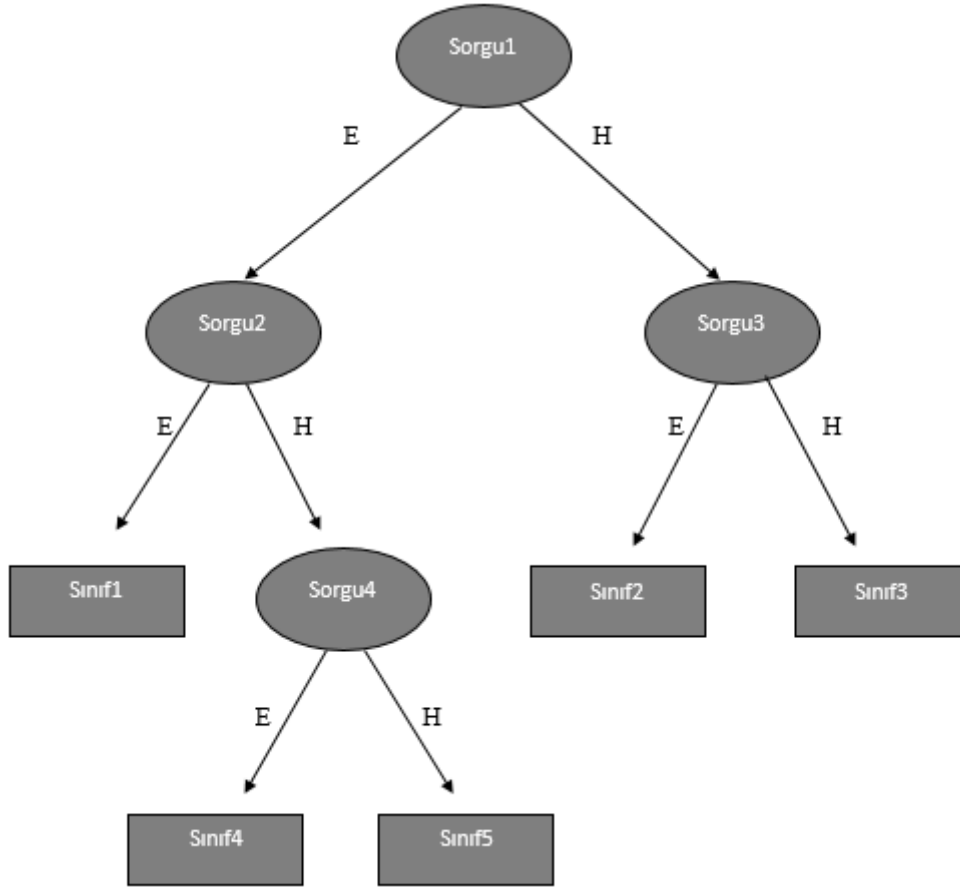 Sorgu1
E
H
Sorgu2
Sorgu3
E
H
E
H
Sınıf1
Sorgu4
Sınıf2
Sınıf3
E
H
Sınıf4
Sınıf5